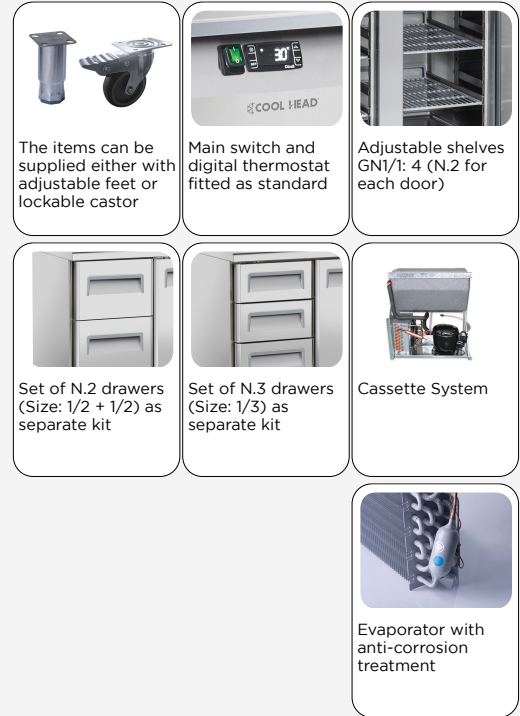 30°
COOL HEAD
The items can be
supplied either with
adjustable feet or
lockable castor
Main switch and
digital thermostat
fitted as standard
Adjustable shelves
GN1/1: 4 (N.2 for
each door)
Set of N.2 drawers
(Size: 1/2 + 1/2) as
separate kit
Set of N.3 drawers
(Size: 1/3) as
separate kit
Cassette System
Evaporator with
anti-corrosion
treatment